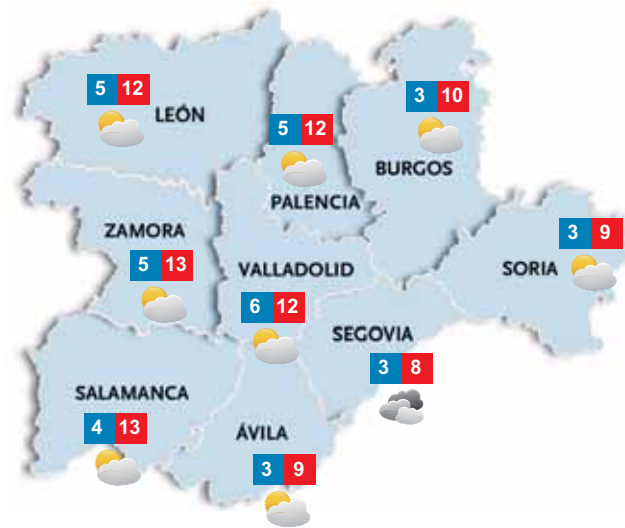 5 12
LEÓN
3 10
BURGOS
5 12
PALENCIA
ZAMORA
5 13
VALLADOLID
6 12
3 9
SORIA
SEGOVIA
3 8
SALAMANCA
4 13
ÁVILA
3 9